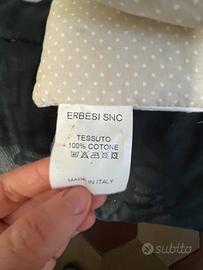 ERBESI SNC
TESSUTO
100% COTONE
MADE IN ITALY
subito